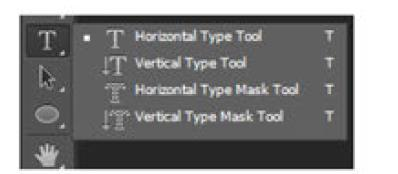 T Horizontal Type Tool T
T Vertical Type Tool T
T Horizontal Type Mask Tool T
T Vertical Type Mask Tool T